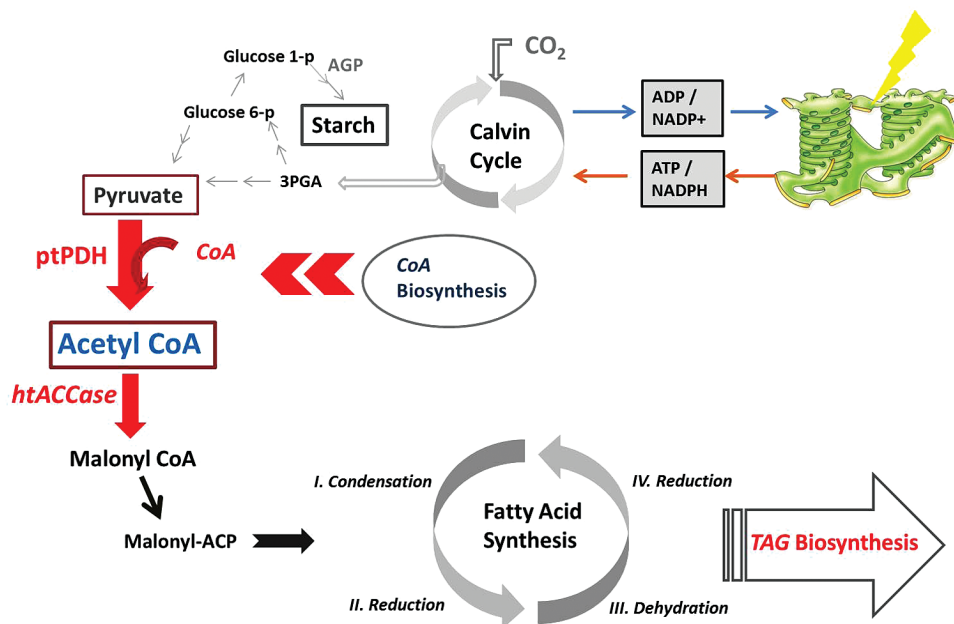 Glucose 1-p
AGP
CO2
Glucose 6-p
Starch
Calvin
Cycle
ADP /
NADP+
ATP /
NADPH
3PGA
Pyruvate
ptPDH
CoA
CoA
Biosynthesis
Acetyl CoA
htACCase
Malonyl CoA
Malonyl-ACP
I. Condensation
IV. Reduction
Fatty Acid
Synthesis
II. Reduction
III. Dehydration
TAG Biosynthesis